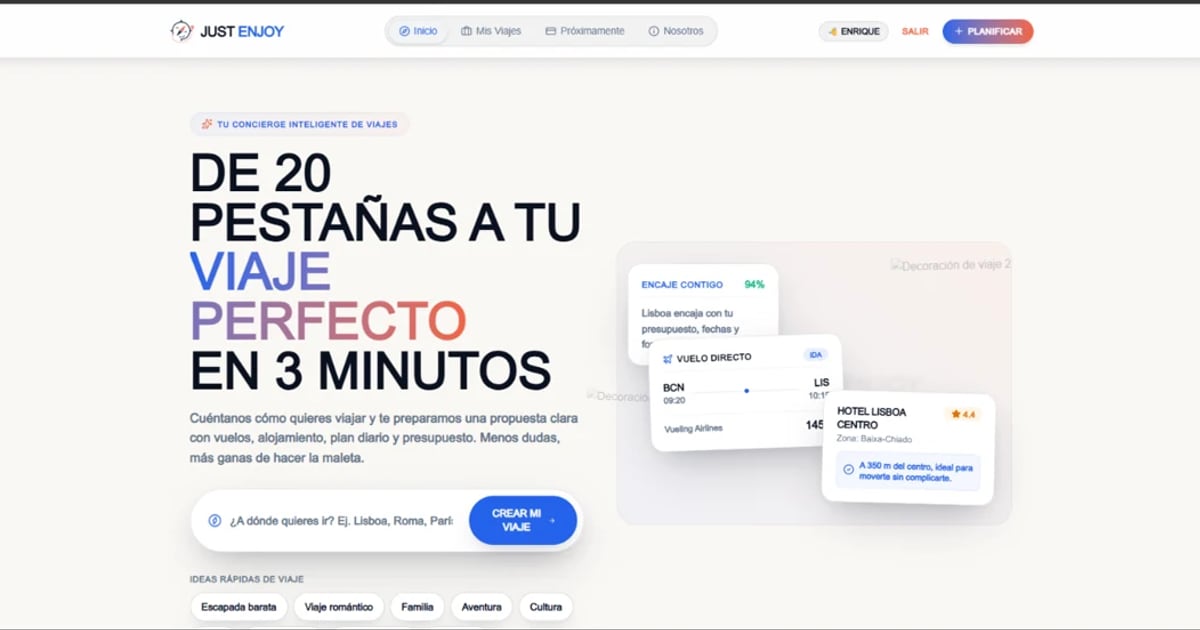 JUST ENJOY
Inicio
Mis Viajes
Próximamente
Nosotros
ENRIQUE
SALIR
+ PLANIFICAR
TU CONCIERGE INTELIGENTE DE VIAJES
DE 20
PESTAÑAS A TU
VIAJE
PERFECTO
EN 3 MINUTOS
Cuéntanos cómo quieres viajar y te preparamos una propuesta clara
con vuelos, alojamiento, plan diario y presupuesto. Menos dudas,
más ganas de hacer la maleta.
¿A dónde quieres ir? Ej. Lisboa, Roma, París
CREAR MI
VIAJE →
IDEAS RÁPIDAS DE VIAJE
Escapada barata
Viaje romántico
Familia
Aventura
Cultura
Decoración de viaje 2
ENCAJE CONTIGO 94%
Lisboa encaja con tu
presupuesto, fechas y
Decoració
VUELO DIRECTO IDA
BCN LIS
09:20 10:1
Vueling Airlines 145
HOTEL LISBOA
CENTRO
4.4
Zona: Baixa-Chiado
A 350 m del centro, ideal para
moverte sin complicarte.